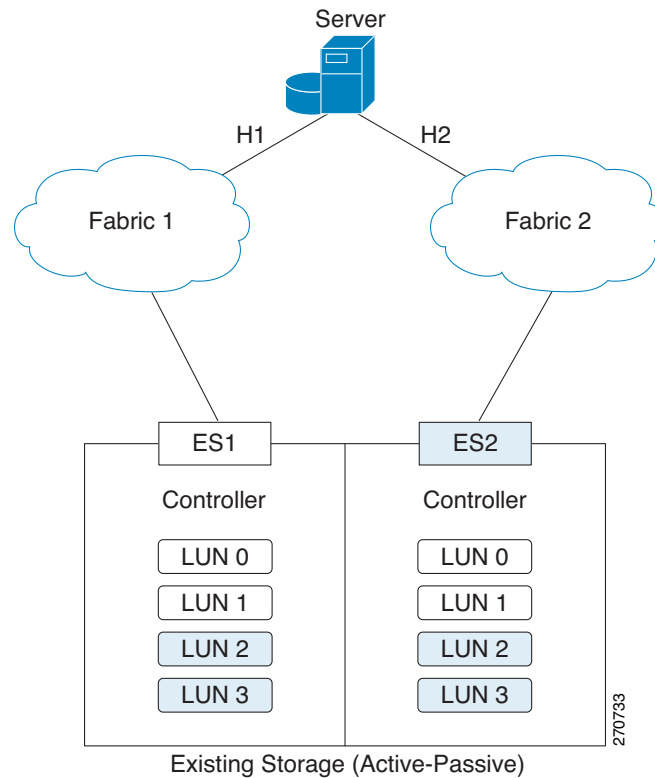 Server
H1
H2
Fabric 1
Fabric 2
ES1
ES2
Controller
Controller
LUN 0
LUN 0
LUN 1
LUN 1
LUN 2
LUN 2
LUN 3
LUN 3
270733
Existing Storage (Active-Passive)